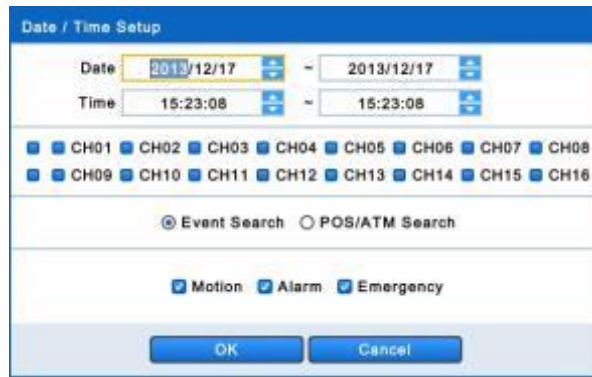 Date / Time Setup
Date 2013/12/17 ~ 2013/12/17
Time 15:23:08 ~ 15:23:08
CH01 CH02 CH03 CH04 CH05 CH06 CH07 CH08
CH09 CH10 CH11 CH12 CH13 CH14 CH15 CH16
Event Search POS/ATM Search
Motion Alarm Emergency
OK Cancel